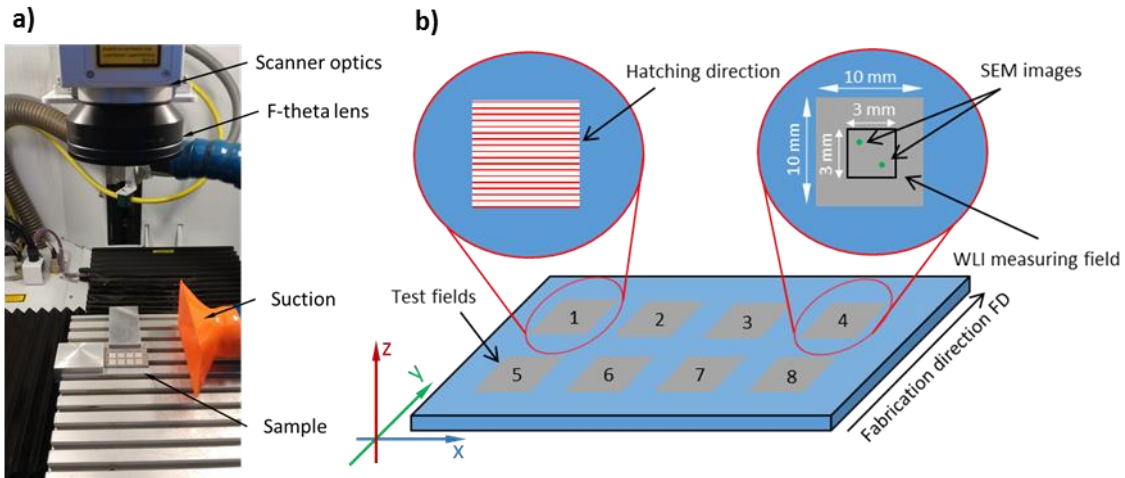 a)
Scanner optics
F-theta lens
Suction
Sample
b)
Hatching direction
SEM images
10 mm
3 mm
10 mm
3 mm
WLI measuring field
Test fields
1
2
3
4
5
6
7
8
Fabrication direction FD
z
y
x